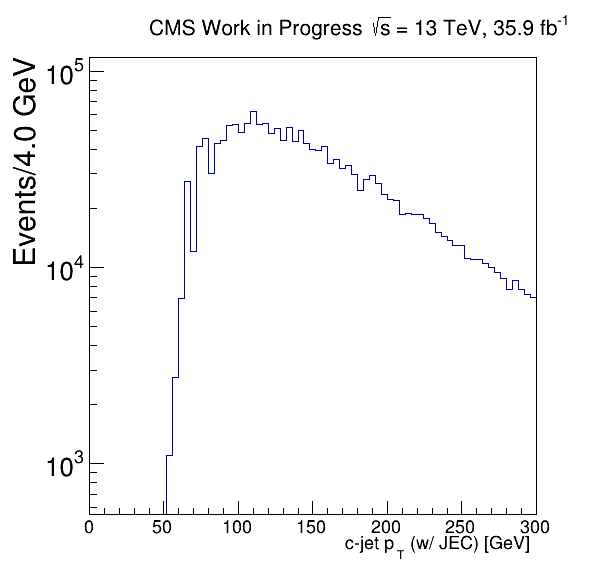 CMS Work in Progress √s = 13 TeV, 35.9 fb⁻¹
Events/4.0 GeV
10⁵
10⁴
10³
0 50 100 150 200 250 300
c-jet p_T (w/ JEC) [GeV]